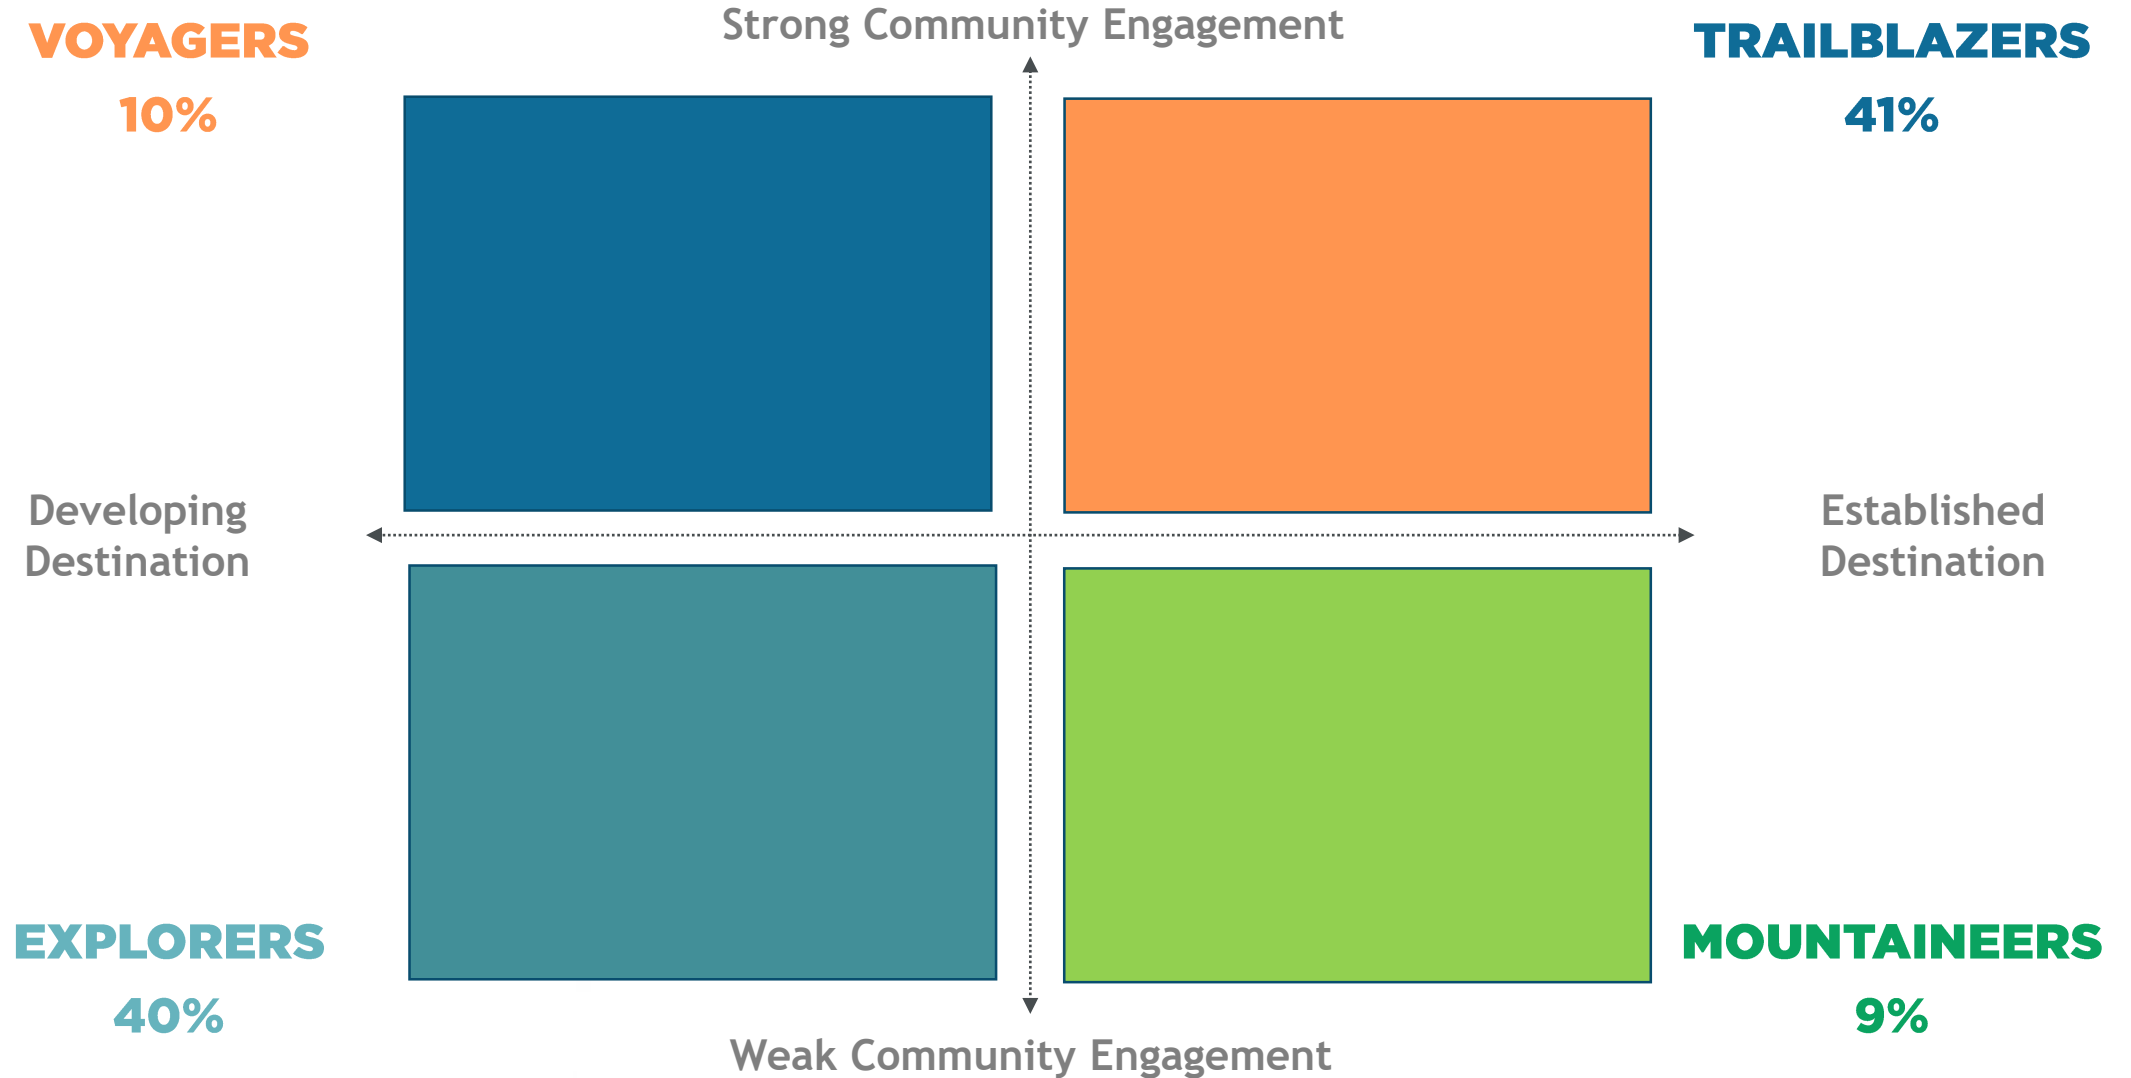 VOYAGERS
10%
Strong Community Engagement
TRAILBLAZERS
41%
Developing
Destination
Established
Destination
EXPLORERS
40%
MOUNTAINEERS
9%
Weak Community Engagement